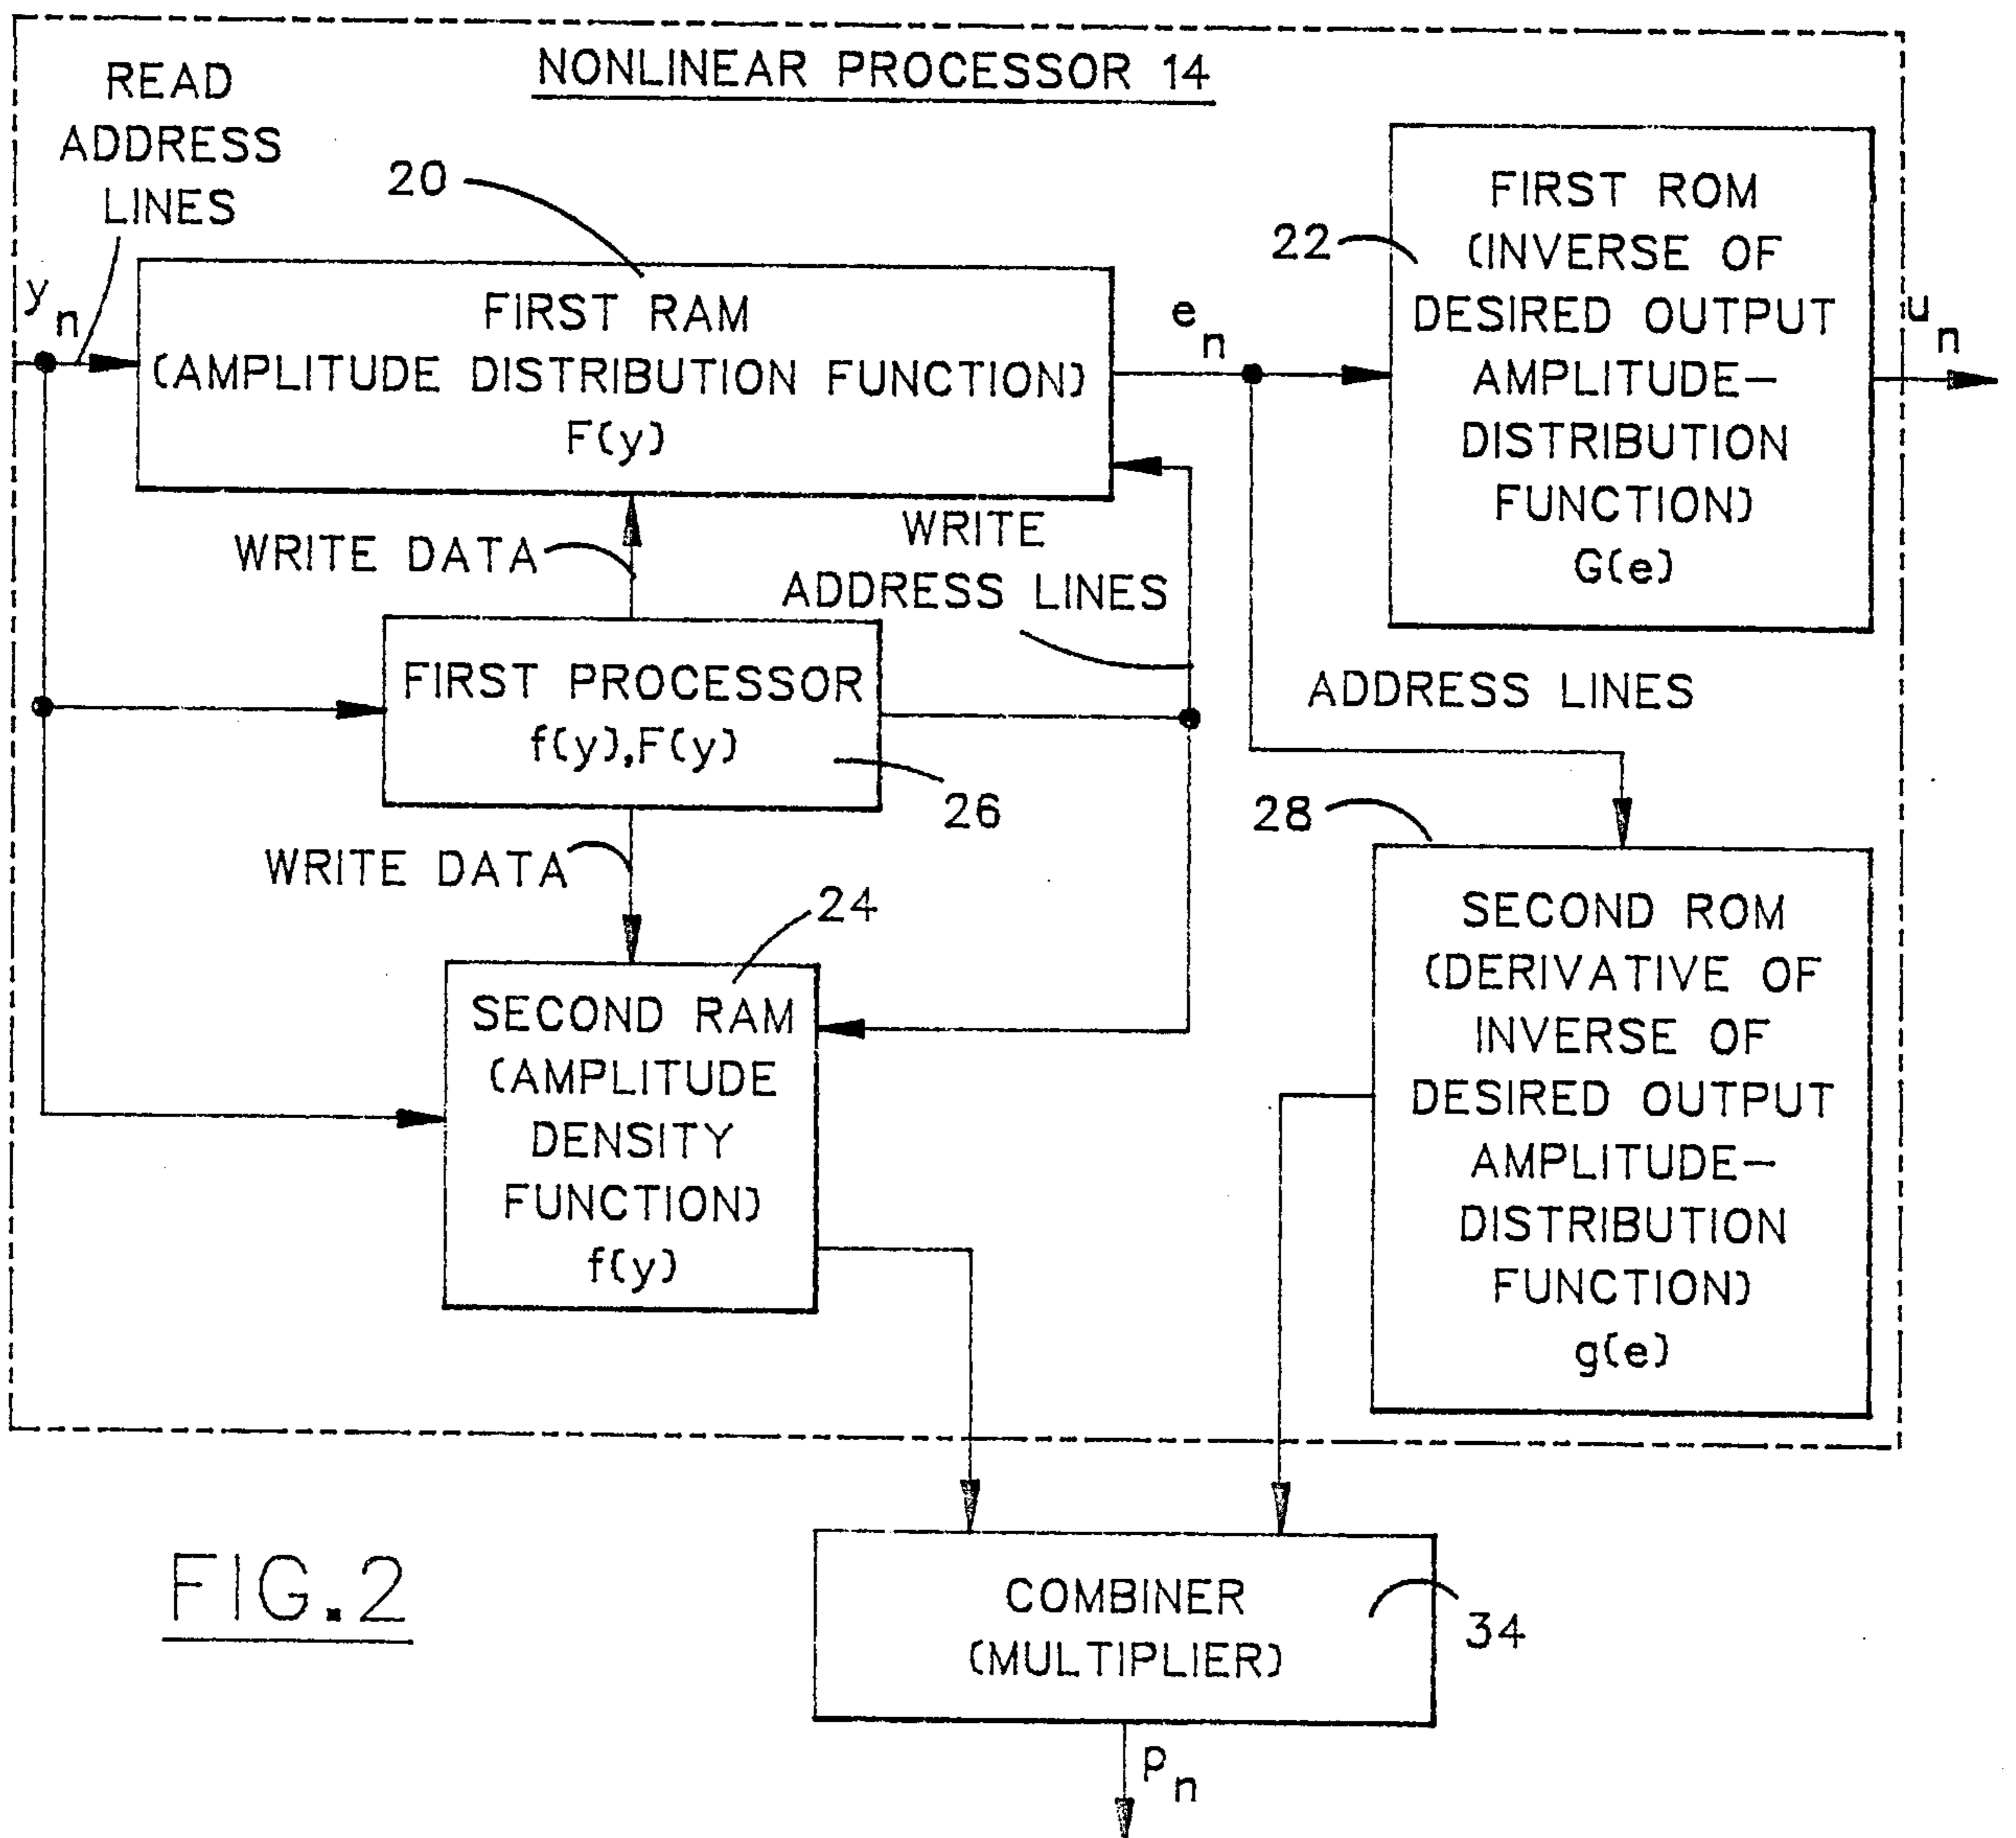 NONLINEAR PROCESSOR 14
READ
ADDRESS
LINES
20
y n
FIRST RAM
(AMPLITUDE DISTRIBUTION FUNCTION)
F(y)
e n
22
FIRST ROM
(INVERSE OF
DESIRED OUTPUT
AMPLITUDE-
DISTRIBUTION
FUNCTION)
G(e)
u n
WRITE DATA
WRITE
ADDRESS LINES
FIRST PROCESSOR
f(y),F(y)
26
ADDRESS LINES
WRITE DATA
24
SECOND RAM
(AMPLITUDE
DENSITY
FUNCTION)
f(y)
28
SECOND ROM
(DERIVATIVE OF
INVERSE OF
DESIRED OUTPUT
AMPLITUDE-
DISTRIBUTION
FUNCTION)
g(e)
COMBINER
(MULTIPLIER)
34
p n
FIG.2